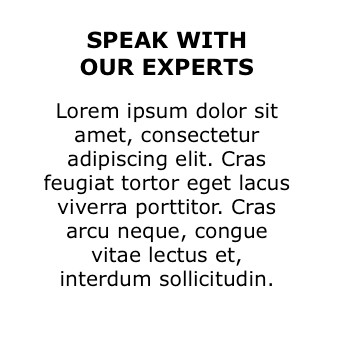 SPEAK WITH
OUR EXPERTS
Lorem ipsum dolor sit
amet, consectetur
adipiscing elit. Cras
feugiat tortor eget lacus
viverra porttitor. Cras
arcu neque, congue
vitae lectus et,
interdum sollicitudin.